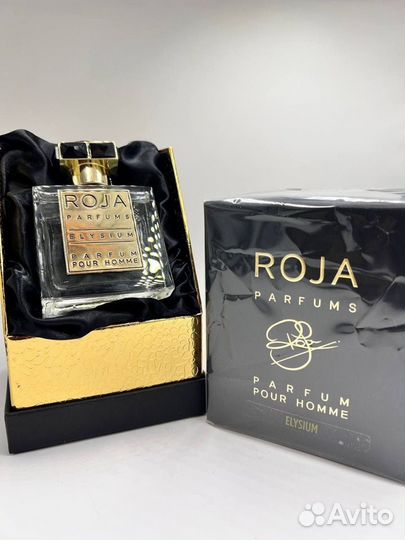 ROJA
PARFUMS
ELYSIUM
PARFUM
POUR HOMME
ROJA
PARFUMS
PARFUM
POUR HOMME
ELYSIUM
Avito